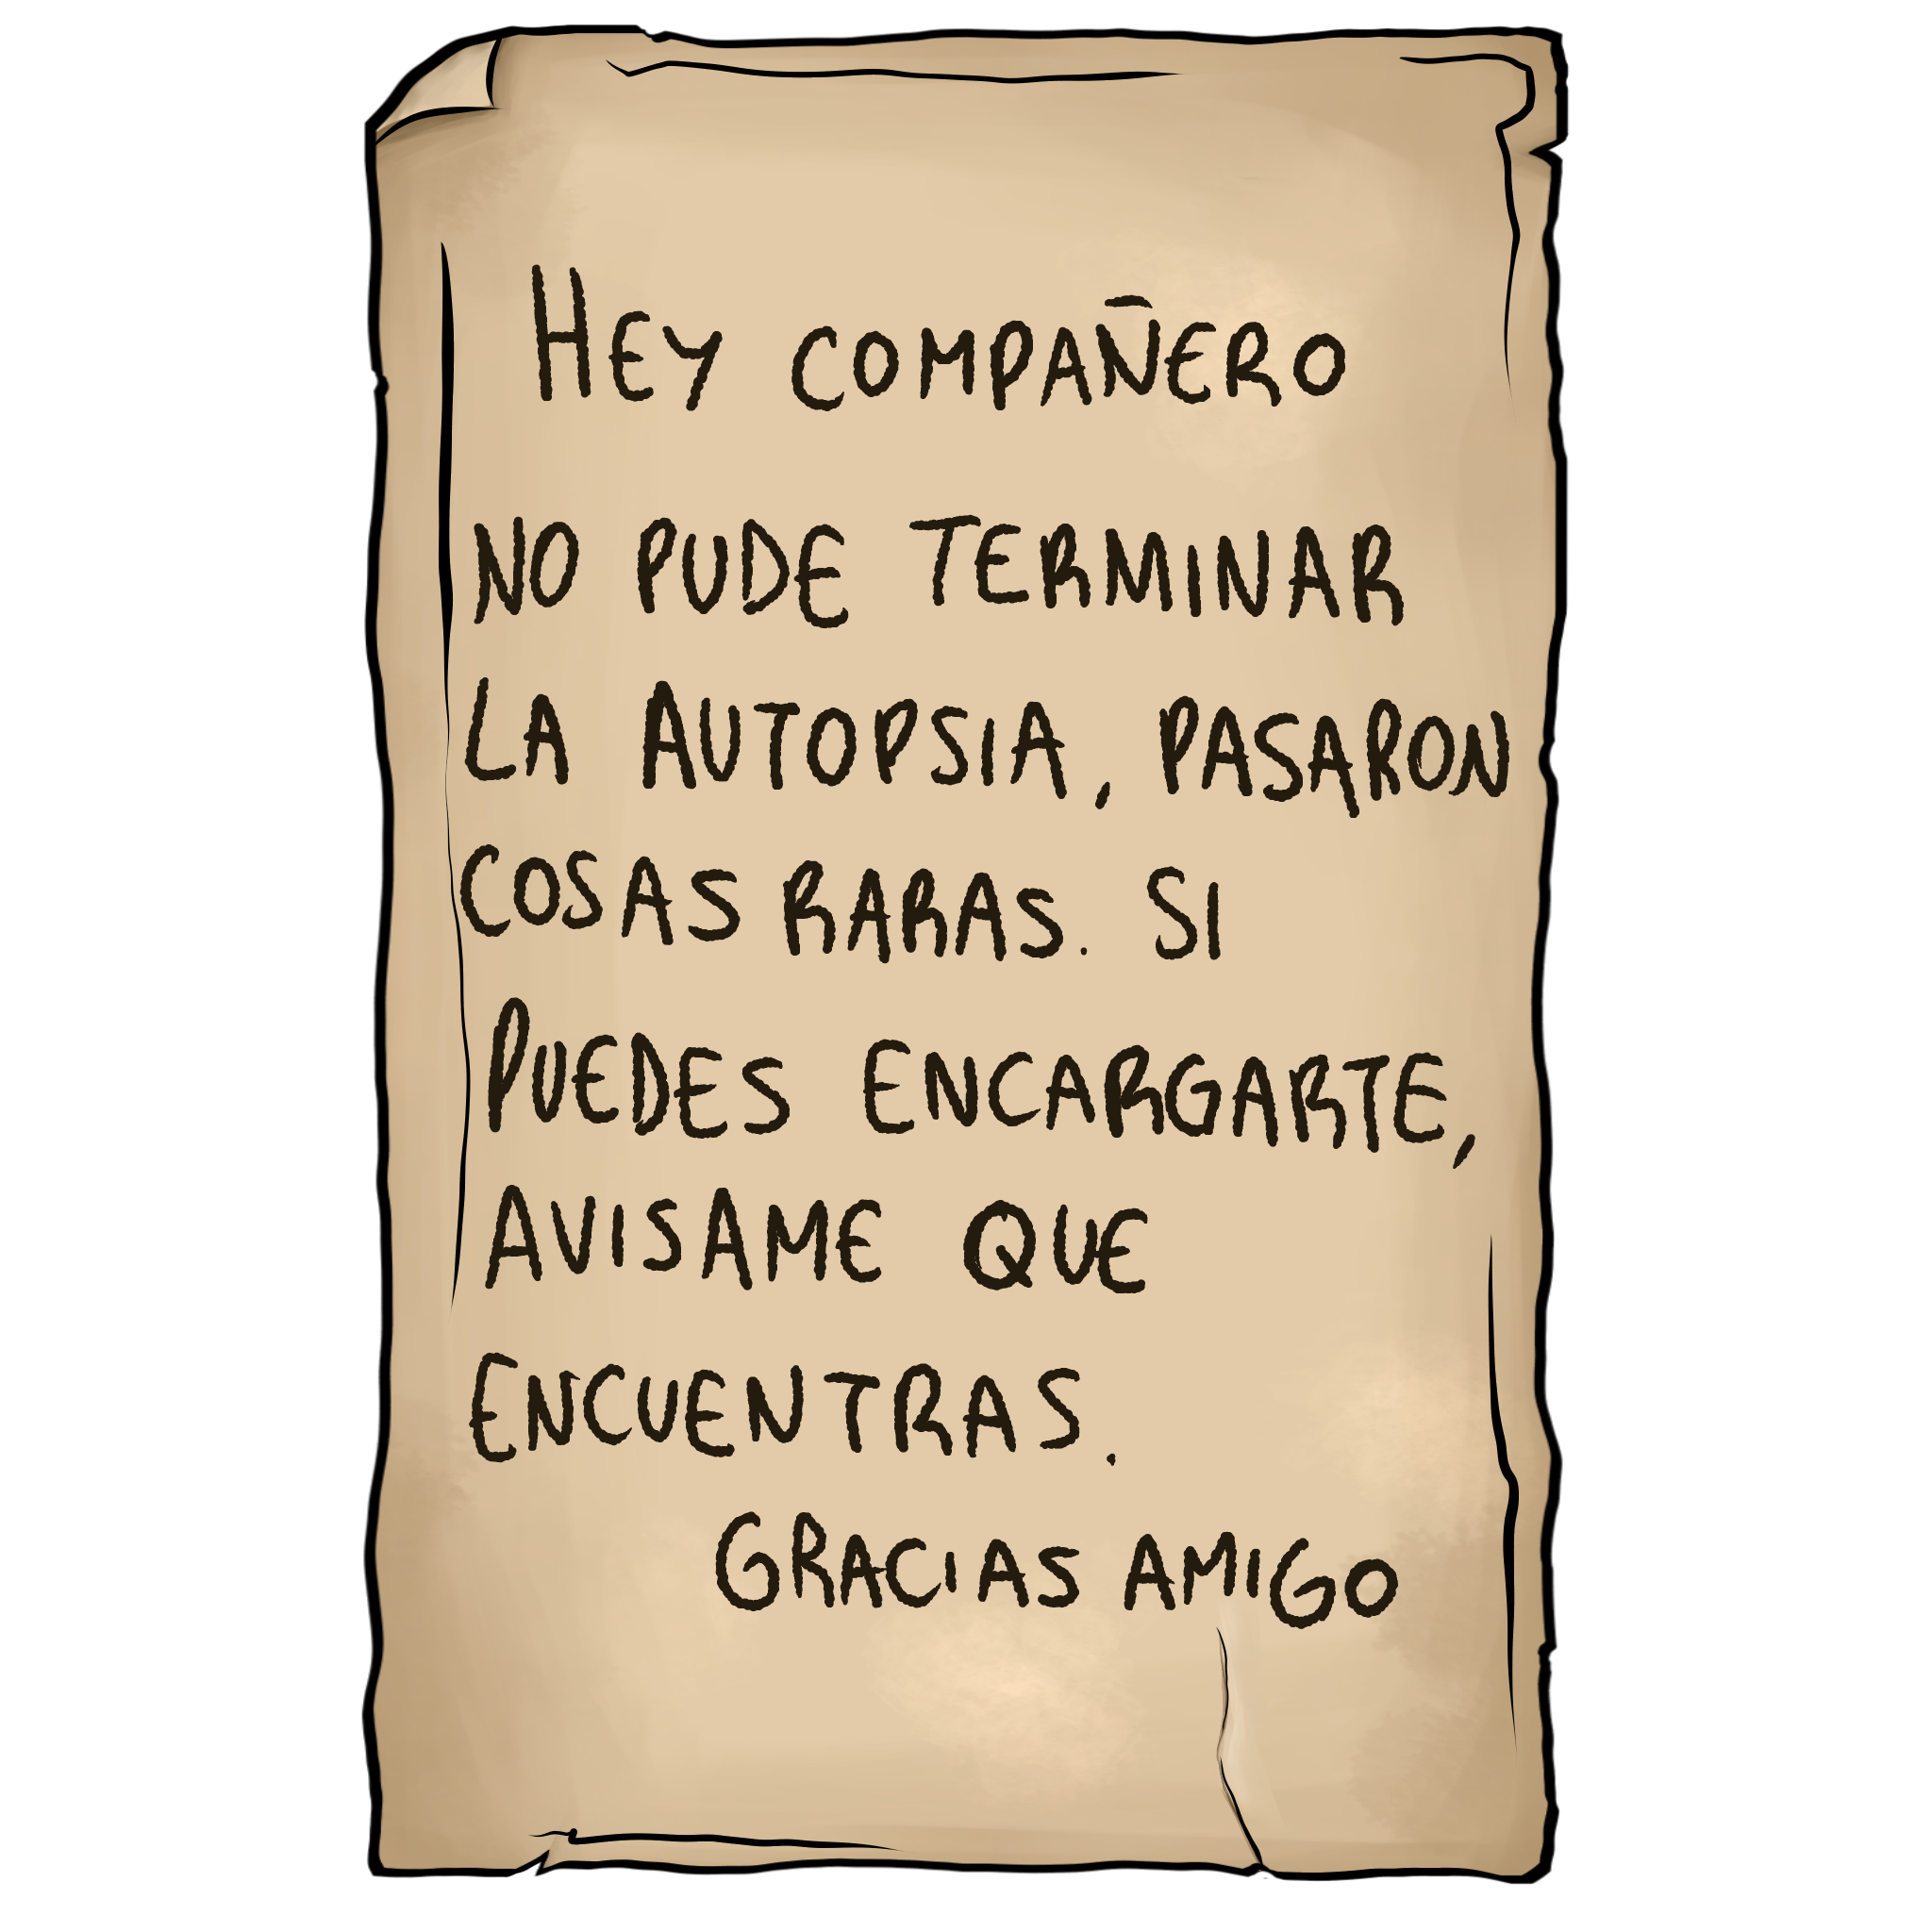 HEY COMPAÑERO
NO PUDE TERMINAR
LA AUTOPSIA, PASARON
COSAS RARAS. SI
PUEDES ENCARGARTE,
AVISAME QUE
ENCUENTRAS.
GRACIAS AMIGO